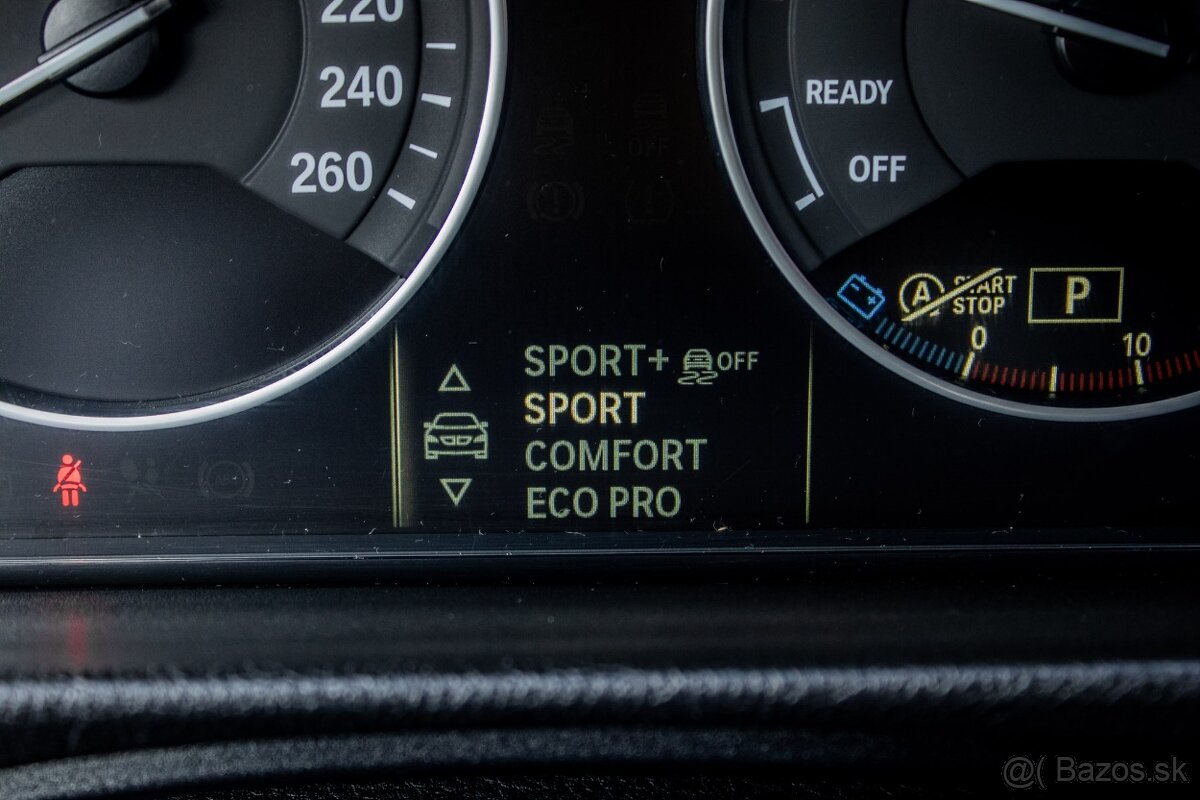 220
240
260
READY
OFF
A START STOP
P
0
10
SPORT+ OFF
SPORT
COMFORT
ECO PRO
@( Bazos.sk